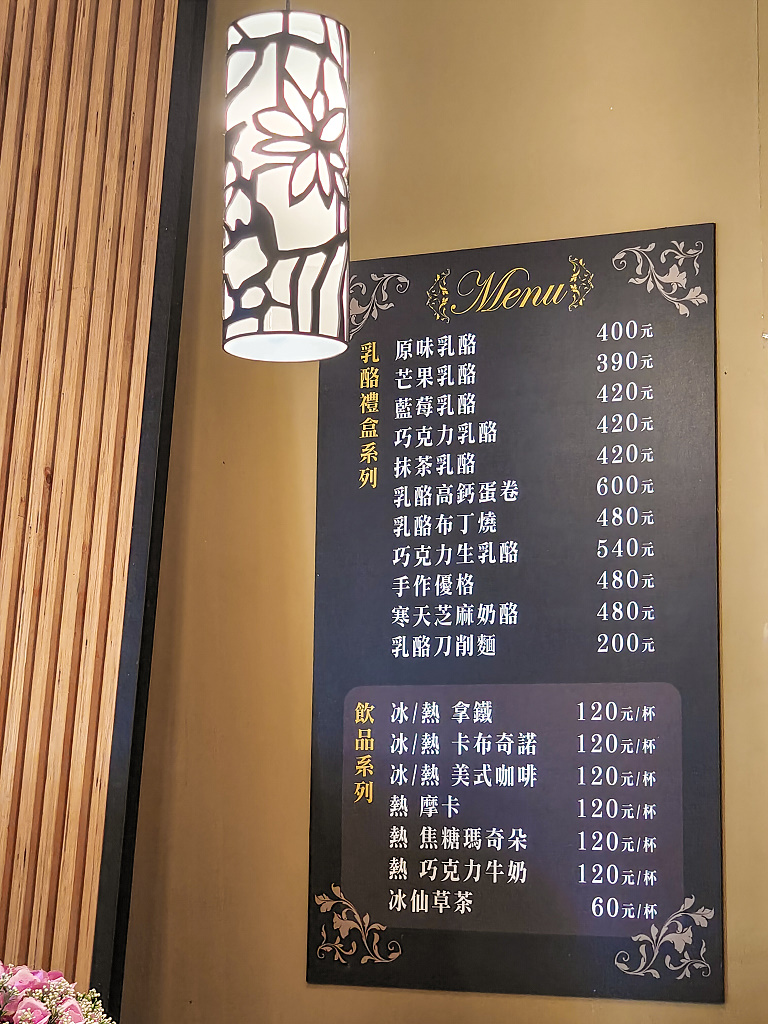 Menu
乳酪禮盒系列
原味乳酪 400元
芒果乳酪 390元
藍莓乳酪 420元
巧克力乳酪 420元
抹茶乳酪 420元
乳酪高鈣蛋卷 600元
乳酪布丁燒 480元
巧克力生乳酪 540元
手作優格 480元
寒天芝麻奶酪 480元
乳酪刀削麵 200元
飲品系列
冰/熱 拿鐵 120元/杯
冰/熱 卡布奇諾 120元/杯
冰/熱 美式咖啡 120元/杯
熱 摩卡 120元/杯
熱 焦糖瑪奇朵 120元/杯
熱 巧克力牛奶 120元/杯
冰仙草茶 60元/杯